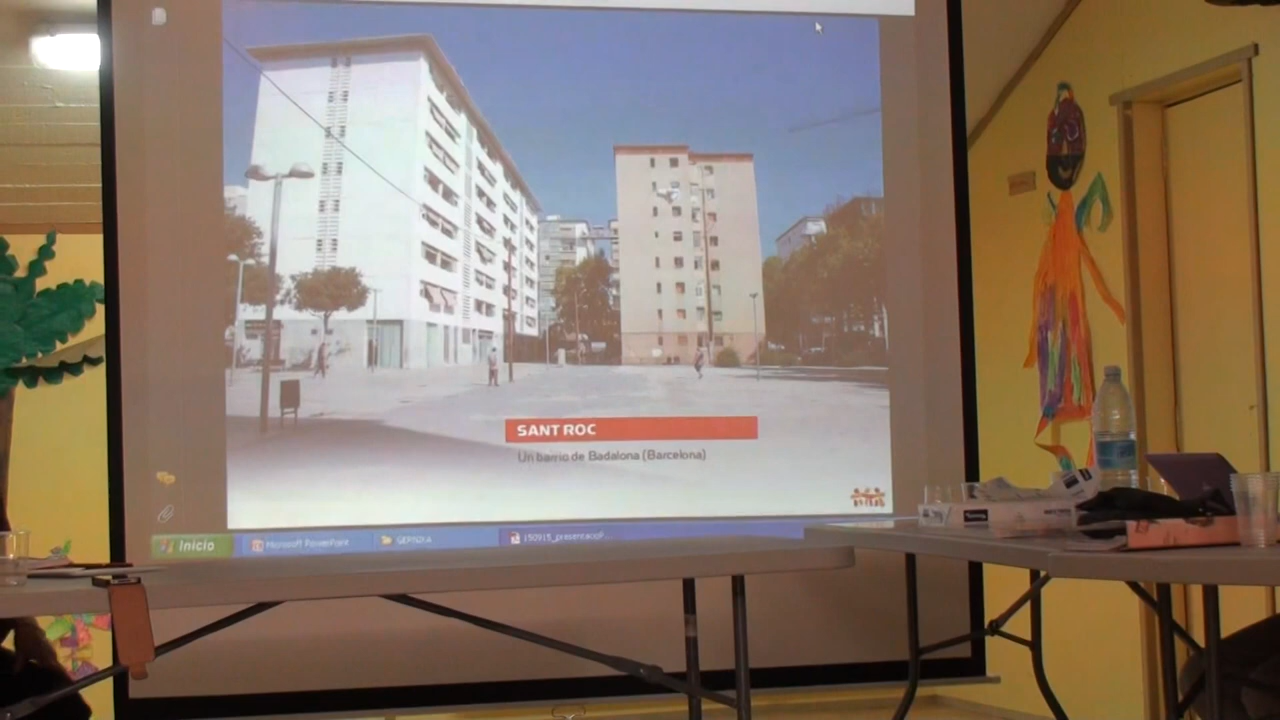 SANT ROC
Un barrio de Badalona (Barcelona)
Inicio
Microsoft PowerPoint